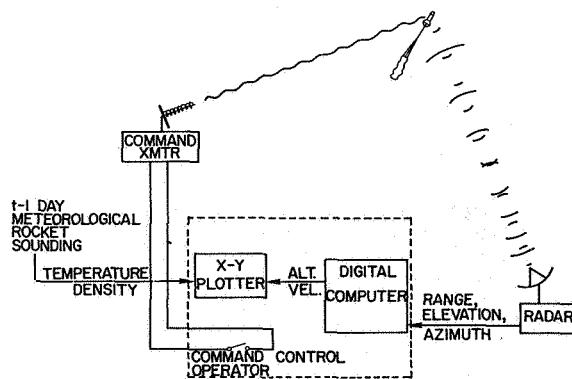 COMMAND
XMTR
t-1 DAY
METEOROLOGICAL
ROCKET
SOUNDING
TEMPERATURE
DENSITY
X-Y
PLOTTER
ALT.
VEL.
DIGITAL
COMPUTER
RANGE,
ELEVATION,
AZIMUTH
RADAR
COMMAND CONTROL
OPERATOR